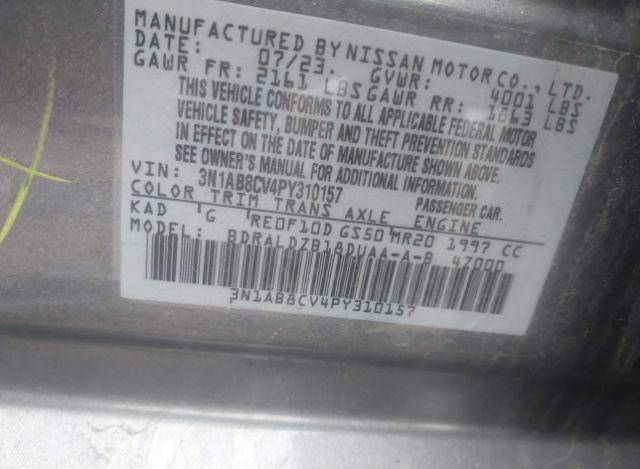 MANUFACTURED BY NISSAN MOTOR CO., LTD.
DATE: 07/23. GVWR: 4001 LBS
GAWR FR: 2161 LBS GAWR RR: 1863 LBS
THIS VEHICLE CONFORMS TO ALL APPLICABLE FEDERAL MOTOR
VEHICLE SAFETY, BUMPER AND THEFT PREVENTION STANDARDS
IN EFFECT ON THE DATE OF MANUFACTURE SHOWN ABOVE.
SEE OWNER'S MANUAL FOR ADDITIONAL INFORMATION.
VIN: 3N1AB8CV4PY310157 PASSENGER CAR.
COLOR TRIM TRANS AXLE ENGINE
KAD G RE0F10D GS50 MR20 1997 CC
MODEL: BDRALDZB18DUAA-A-B 47000
3N1AB8CV4PY310157